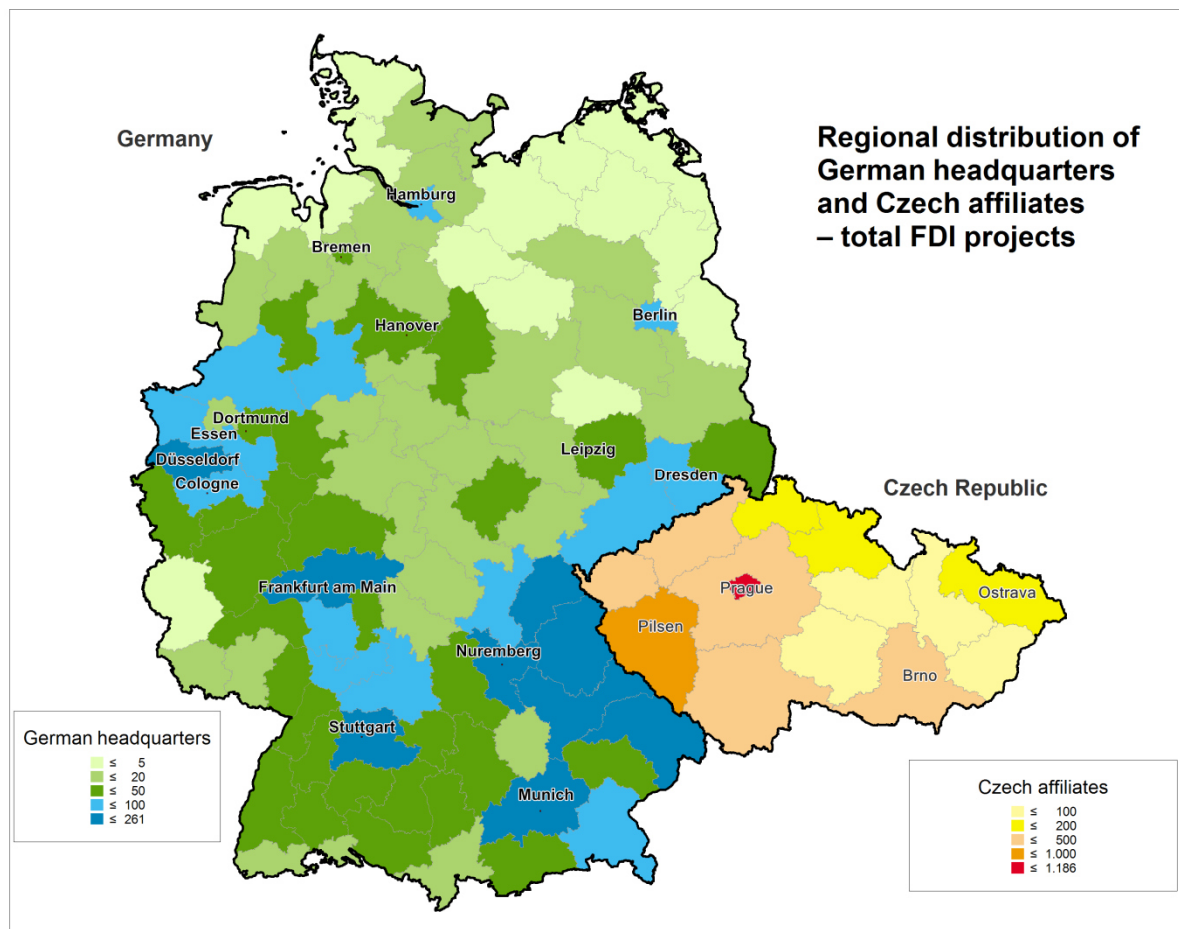 Germany
Regional distribution of
German headquarters
and Czech affiliates
– total FDI projects
Hamburg
Bremen
Hanover
Berlin
Dortmund
Essen
Düsseldorf
Cologne
Leipzig
Dresden
Czech Republic
Frankfurt am Main
Prague
Ostrava
Pilsen
Nuremberg
Brno
Stuttgart
Munich
German headquarters
≤ 5
≤ 20
≤ 50
≤ 100
≤ 261
Czech affiliates
≤ 100
≤ 200
≤ 500
≤ 1.000
≤ 1.186